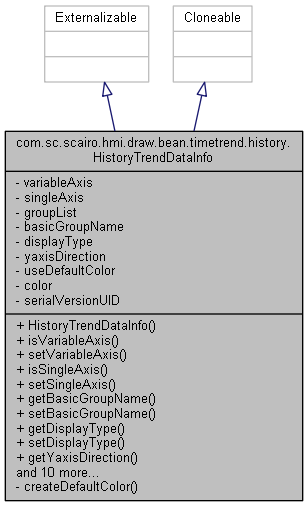 Externalizable
Cloneable
com.sc.scairo.hmi.draw.bean.timetrend.history.
HistoryTrendDataInfo
- variableAxis
- singleAxis
- groupList
- basicGroupName
- displayType
- yaxisDirection
- useDefaultColor
- color
- serialVersionUID
+ HistoryTrendDataInfo()
+ isVariableAxis()
+ setVariableAxis()
+ isSingleAxis()
+ setSingleAxis()
+ getBasicGroupName()
+ setBasicGroupName()
+ getDisplayType()
+ setDisplayType()
+ getYaxisDirection()
and 10 more...
- createDefaultColor()